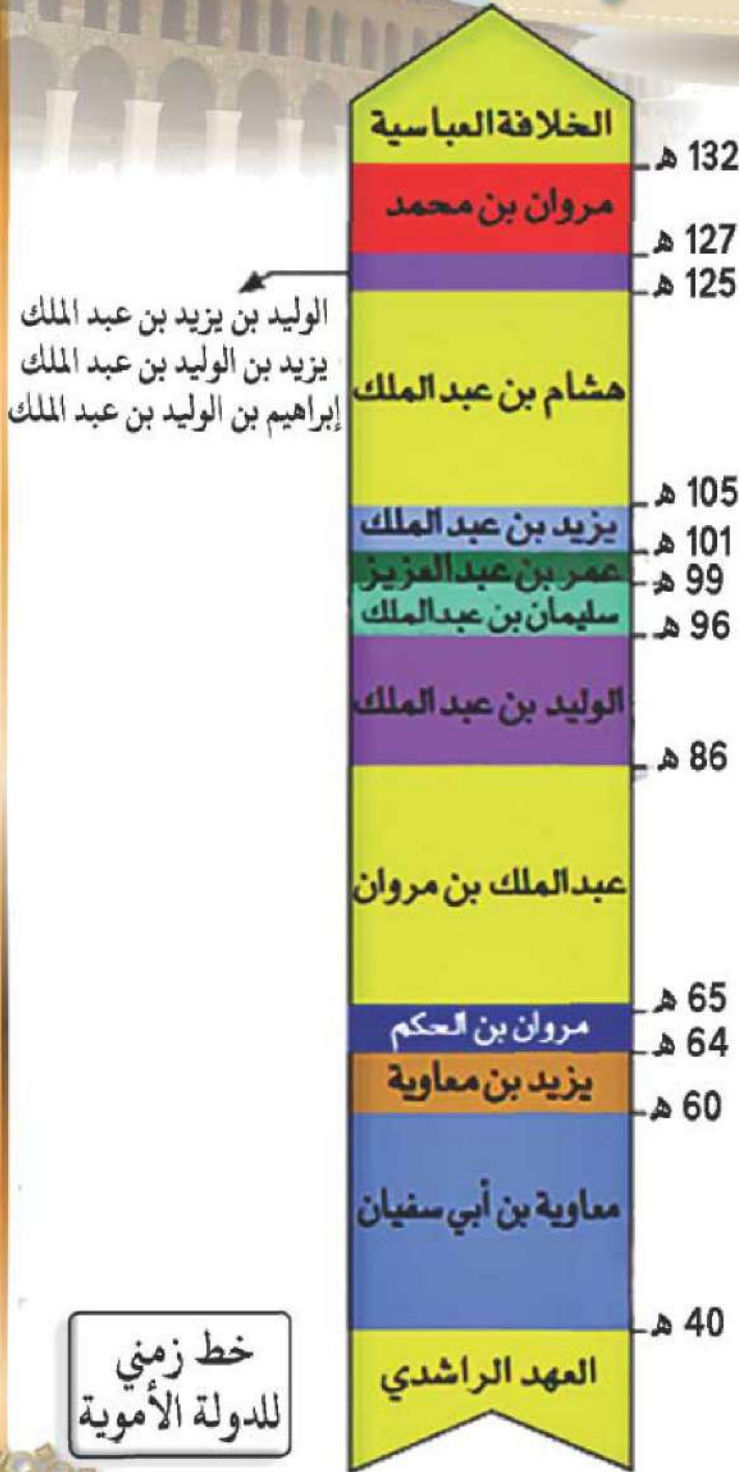 الخلافة العباسية
132 هـ
مروان بن محمد
127 هـ
125 هـ
الوليد بن يزيد بن عبد الملك
يزيد بن الوليد بن عبد الملك
إبراهيم بن الوليد بن عبد الملك
هشام بن عبد الملك
105 هـ
يزيد بن عبد الملك
101 هـ
عمر بن عبد العزيز
99 هـ
سليمان بن عبد الملك
96 هـ
الوليد بن عبد الملك
86 هـ
عبد الملك بن مروان
65 هـ
مروان بن الحكم
64 هـ
يزيد بن معاوية
60 هـ
معاوية بن أبي سفيان
40 هـ
العهد الراشدي
خط زمني
للدولة الأموية